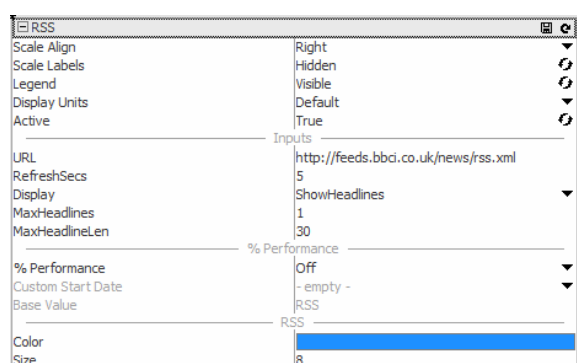 RSS
Scale Align Right
Scale Labels Hidden
Legend Visible
Display Units Default
Active True
Inputs
URL http://feeds.bbci.co.uk/news/rss.xml
RefreshSecs 5
Display ShowHeadlines
MaxHeadlines 1
MaxHeadlineLen 30
% Performance
% Performance Off
Custom Start Date - empty -
Base Value RSS
RSS
Color
Size 8